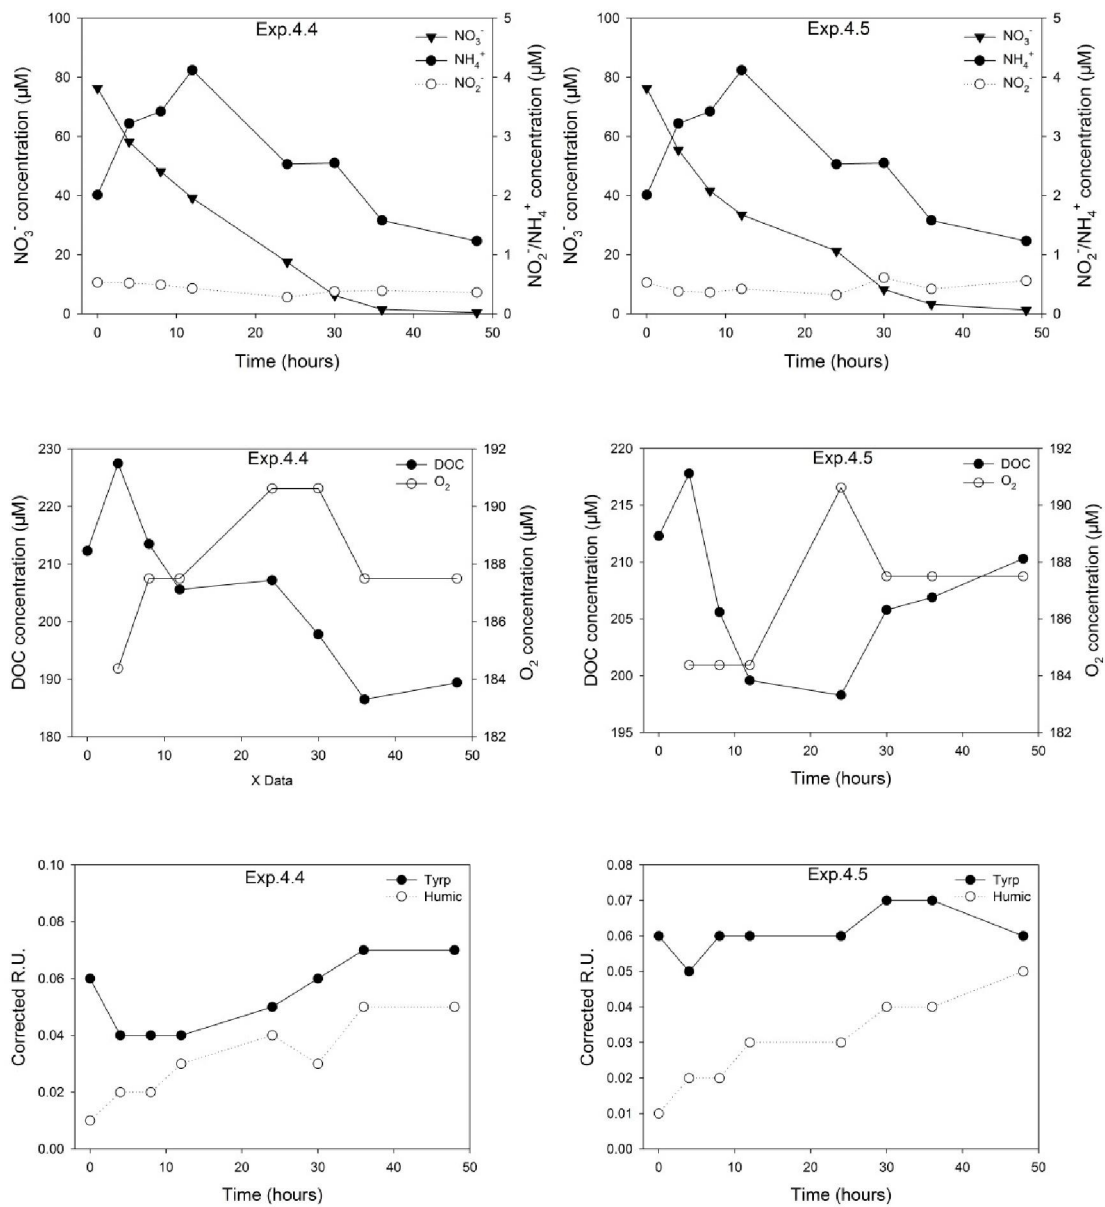 Exp.4.4
NO₃⁻
NH₄⁺
NO₂⁻
100
80
60
40
20
0
5
4
3
2
1
0
0 10 20 30 40 50
NO₃⁻ concentration (µM)
NO₂⁻/NH₄⁺ concentration (µM)
Time (hours)
Exp.4.5
NO₃⁻
NH₄⁺
NO₂⁻
100
80
60
40
20
0
5
4
3
2
1
0
0 10 20 30 40 50
NO₃⁻ concentration (µM)
NO₂⁻/NH₄⁺ concentration (µM)
Time (hours)
Exp.4.4
DOC
O₂
230
220
210
200
190
180
192
190
188
186
184
182
0 10 20 30 40 50
DOC concentration (µM)
O₂ concentration (µM)
X Data
Exp.4.5
DOC
O₂
220
215
210
205
200
195
192
190
188
186
184
182
0 10 20 30 40 50
DOC concentration (µM)
O₂ concentration (µM)
Time (hours)
Exp.4.4
Tyrp
Humic
0.10
0.08
0.06
0.04
0.02
0.00
0 10 20 30 40 50
Corrected R.U.
Time (hours)
Exp.4.5
Tyrp
Humic
0.08
0.07
0.06
0.05
0.04
0.03
0.02
0.01
0.00
0 10 20 30 40 50
Corrected R.U.
Time (hours)